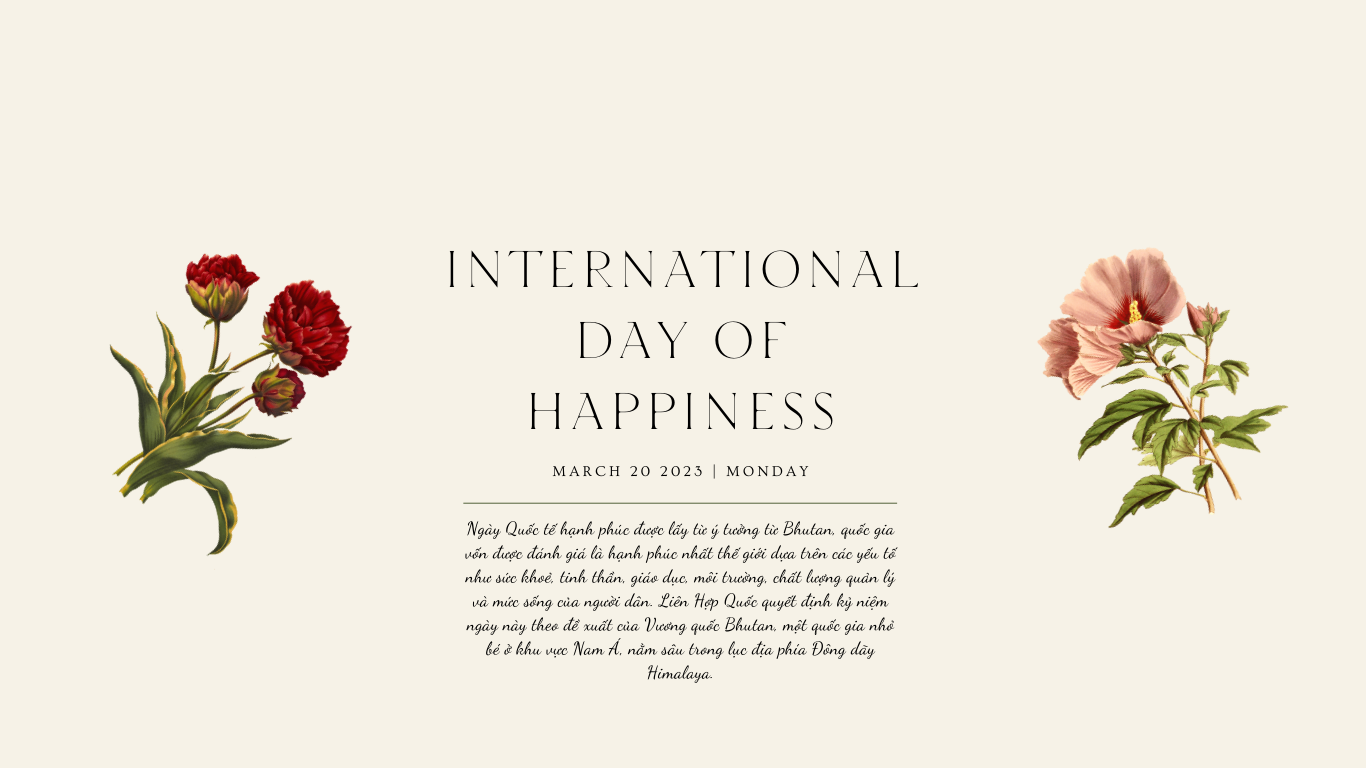 INTERNATIONAL
DAY OF
HAPPINESS
MARCH 20 2023 | MONDAY
Ngày Quốc tế hạnh phúc được lấy từ ý tưởng từ Bhutan, quốc gia
vốn được đánh giá là hạnh phúc nhất thế giới dựa trên các yếu tố
như sức khoẻ, tinh thần, giáo dục, môi trường, chất lượng quản lý
và mức sống của người dân. Liên Hợp Quốc quyết định kỷ niệm
ngày này theo đề xuất của Vương quốc Bhutan, một quốc gia nhỏ
bé ở khu vực Nam Á, nằm sâu trong lục địa phía Đông dãy
Himalaya.